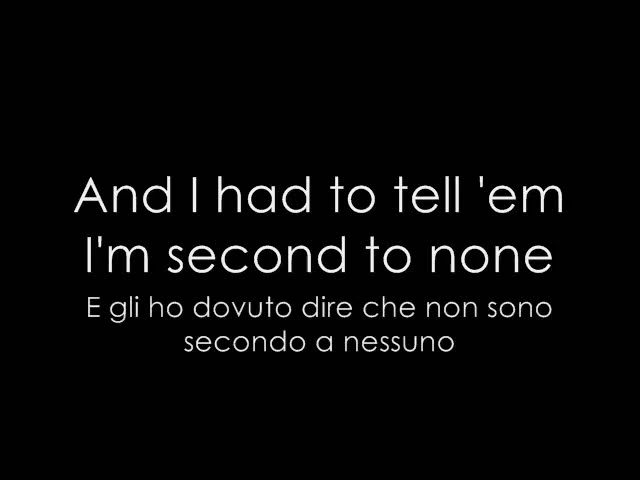 And I had to tell 'em
I'm second to none
E gli ho dovuto dire che non sono
secondo a nessuno